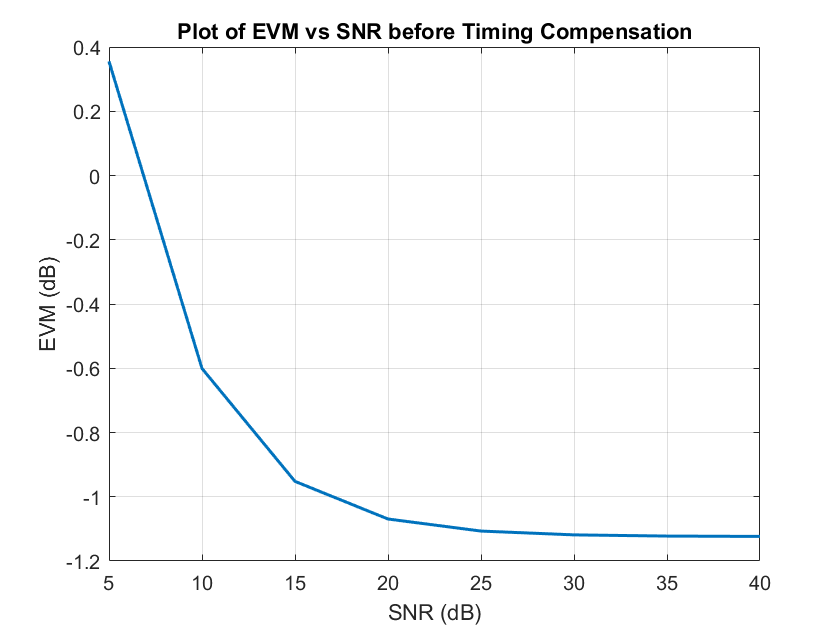 Plot of EVM vs SNR before Timing Compensation
0.4
0.2
0
-0.2
-0.4
-0.6
-0.8
-1
-1.2
EVM (dB)
5 10 15 20 25 30 35 40
SNR (dB)